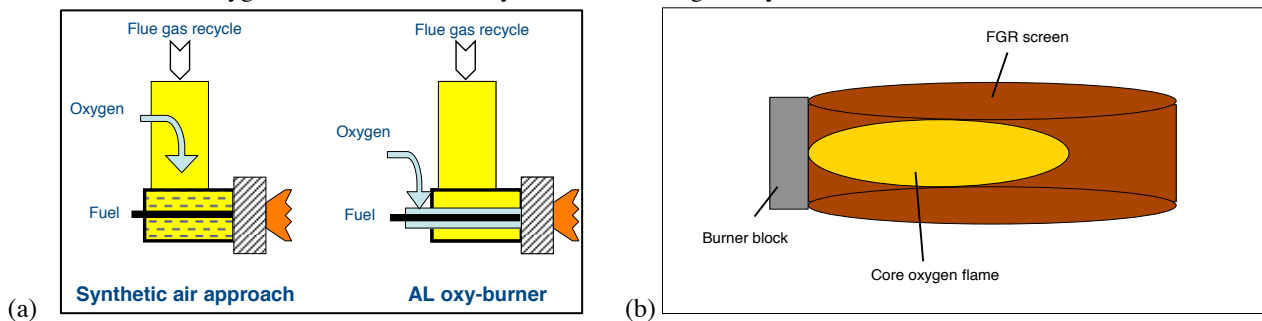 Flue gas recycle
Flue gas recycle
Oxygen
Oxygen
Fuel
Fuel
Synthetic air approach
AL oxy-burner
(a)
FGR screen
Burner block
Core oxygen flame
(b)